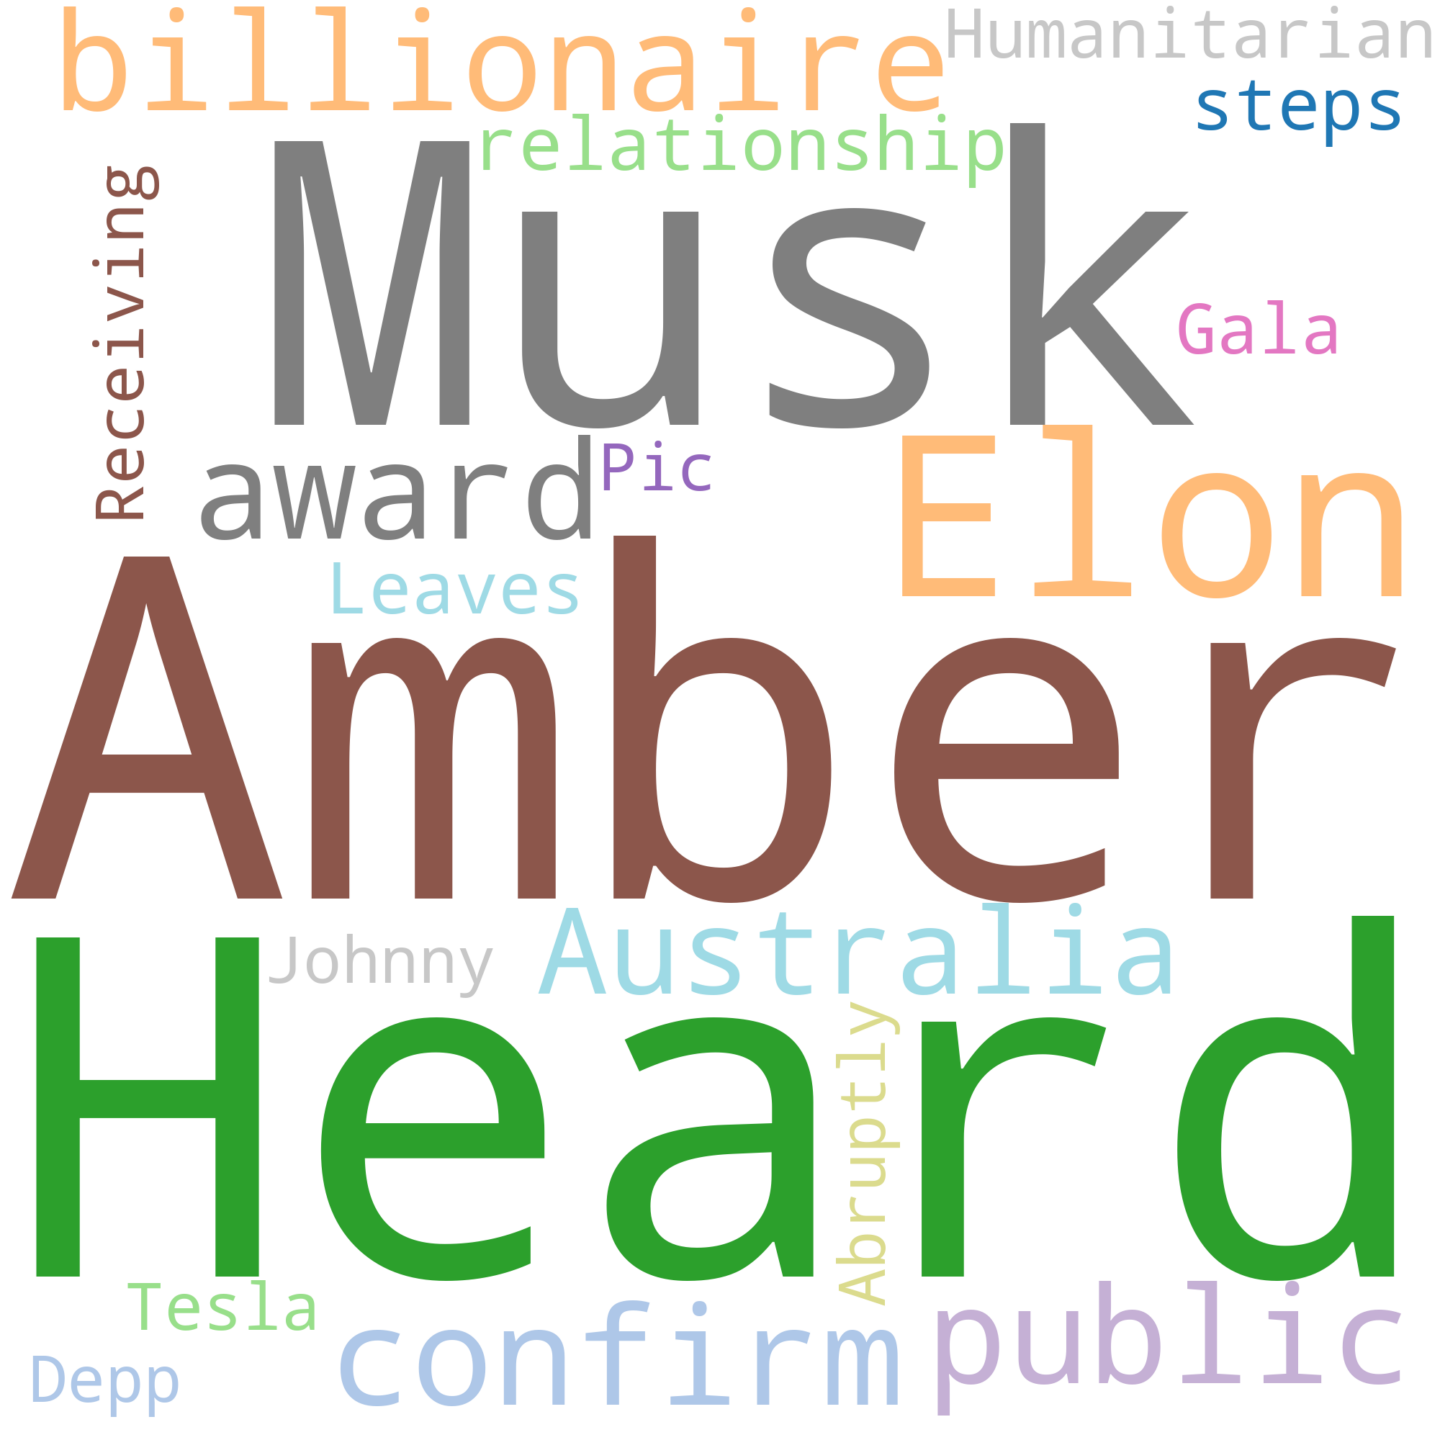 billionaire
Humanitarian
steps
relationship
Musk
Receiving
Gala
award
Pic
Elon
Leaves
Amber
Johnny
Australia
Heard
Abruptly
Tesla
confirm
public
Depp